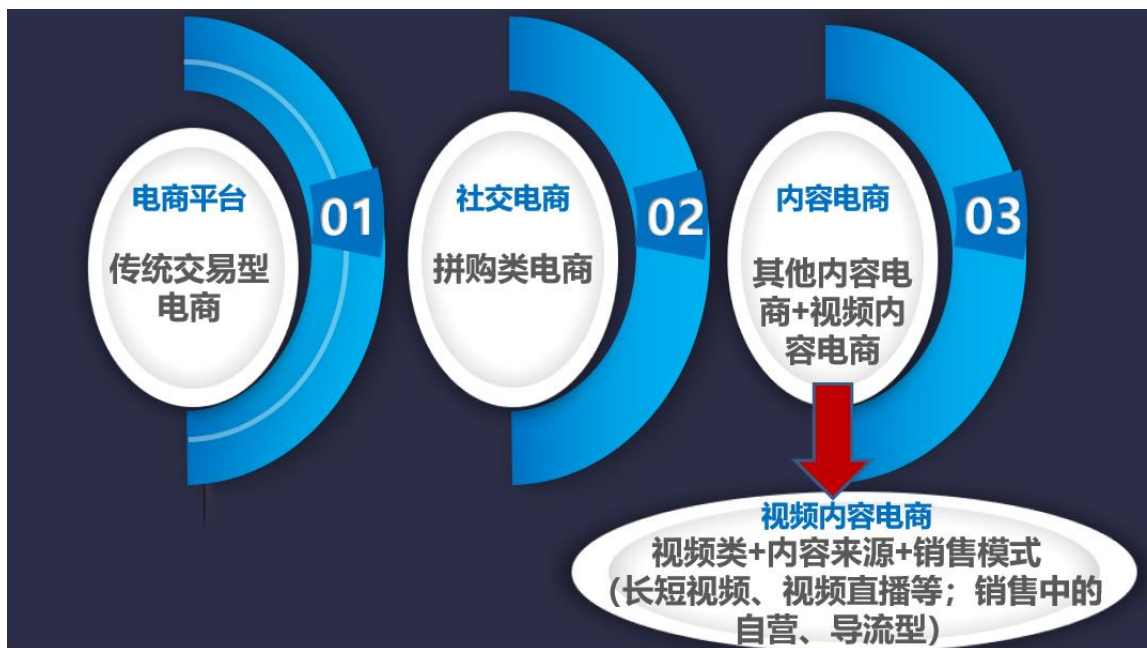 电商平台
传统交易型
电商
01
社交电商
拼购类电商
02
内容电商
其他内容电
商+视频内
容电商
03
视频内容电商
视频类+内容来源+销售模式
（长短视频、视频直播等；销售中的
自营、导流型）